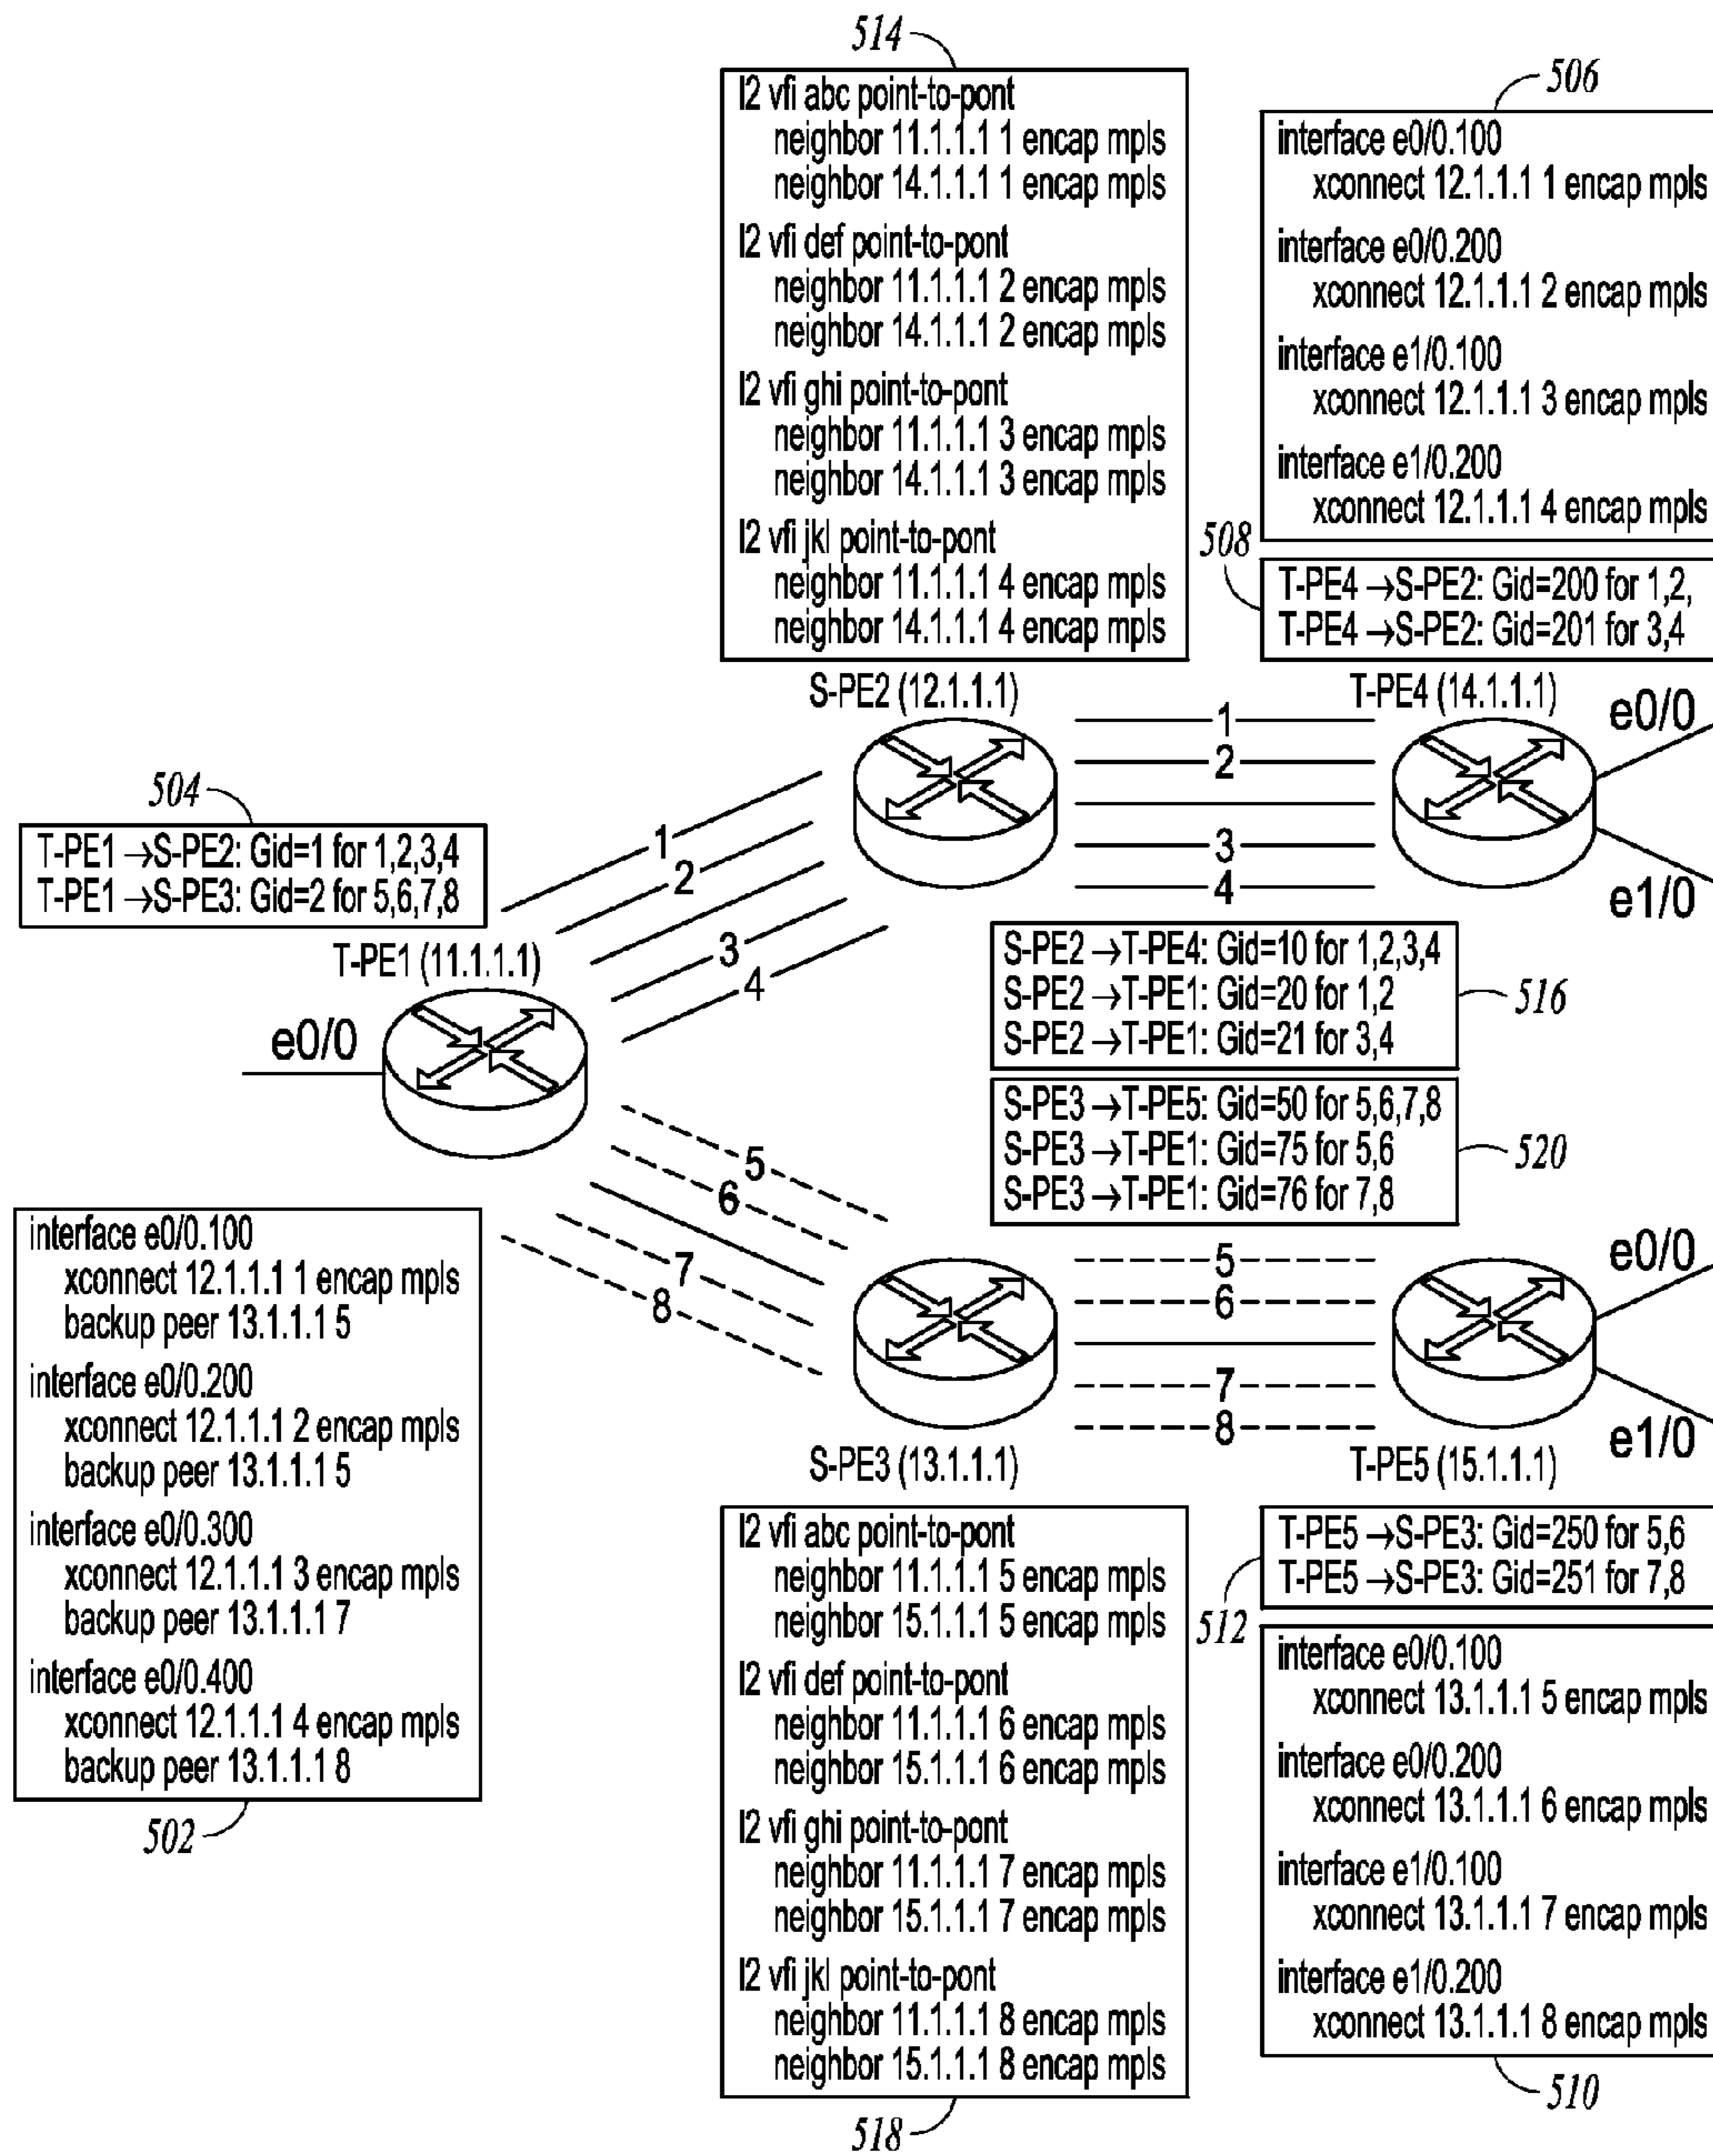 514
l2 vfi abc point-to-pont
neighbor 11.1.1.1 1 encap mpls
neighbor 14.1.1.1 1 encap mpls
l2 vfi def point-to-pont
neighbor 11.1.1.1 2 encap mpls
neighbor 14.1.1.1 2 encap mpls
l2 vfi ghi point-to-pont
neighbor 11.1.1.1 3 encap mpls
neighbor 14.1.1.1 3 encap mpls
l2 vfi jkl point-to-pont
neighbor 11.1.1.1 4 encap mpls
neighbor 14.1.1.1 4 encap mpls
506
interface e0/0.100
xconnect 12.1.1.1 1 encap mpls
interface e0/0.200
xconnect 12.1.1.1 2 encap mpls
interface e1/0.100
xconnect 12.1.1.1 3 encap mpls
interface e1/0.200
xconnect 12.1.1.1 4 encap mpls
508
T-PE4 →S-PE2: Gid=200 for 1,2,
T-PE4 →S-PE2: Gid=201 for 3,4
S-PE2 (12.1.1.1)
T-PE4 (14.1.1.1)
e0/0
e1/0
1
2
3
4
504
T-PE1 →S-PE2: Gid=1 for 1,2,3,4
T-PE1 →S-PE3: Gid=2 for 5,6,7,8
1
2
3
4
T-PE1 (11.1.1.1)
e0/0
S-PE2 →T-PE4: Gid=10 for 1,2,3,4
S-PE2 →T-PE1: Gid=20 for 1,2
S-PE2 →T-PE1: Gid=21 for 3,4
516
S-PE3 →T-PE5: Gid=50 for 5,6,7,8
S-PE3 →T-PE1: Gid=75 for 5,6
S-PE3 →T-PE1: Gid=76 for 7,8
520
5
6
7
8
5
6
7
8
e0/0
e1/0
S-PE3 (13.1.1.1)
T-PE5 (15.1.1.1)
interface e0/0.100
xconnect 12.1.1.1 1 encap mpls
backup peer 13.1.1.1 5
interface e0/0.200
xconnect 12.1.1.1 2 encap mpls
backup peer 13.1.1.1 5
interface e0/0.300
xconnect 12.1.1.1 3 encap mpls
backup peer 13.1.1.1 7
interface e0/0.400
xconnect 12.1.1.1 4 encap mpls
backup peer 13.1.1.1 8
502
l2 vfi abc point-to-pont
neighbor 11.1.1.1 5 encap mpls
neighbor 15.1.1.1 5 encap mpls
l2 vfi def point-to-pont
neighbor 11.1.1.1 6 encap mpls
neighbor 15.1.1.1 6 encap mpls
l2 vfi ghi point-to-pont
neighbor 11.1.1.1 7 encap mpls
neighbor 15.1.1.1 7 encap mpls
l2 vfi jkl point-to-pont
neighbor 11.1.1.1 8 encap mpls
neighbor 15.1.1.1 8 encap mpls
518
T-PE5 →S-PE3: Gid=250 for 5,6
T-PE5 →S-PE3: Gid=251 for 7,8
512
interface e0/0.100
xconnect 13.1.1.1 5 encap mpls
interface e0/0.200
xconnect 13.1.1.1 6 encap mpls
interface e1/0.100
xconnect 13.1.1.1 7 encap mpls
interface e1/0.200
xconnect 13.1.1.1 8 encap mpls
510